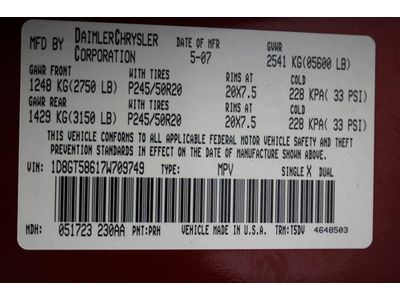 MFD BY DAIMLERCHRYSLER CORPORATION DATE OF MFR 5-07 GVWR 2541 KG(05600 LB)
GAWR FRONT WITH TIRES RIMS AT COLD
1248 KG(2750 LB) P245/50R20 20X7.5 228 KPA( 33 PSI)
GAWR REAR WITH TIRES RIMS AT COLD
1429 KG(3150 LB) P245/50R20 20X7.5 228 KPA( 33 PSI)
THIS VEHICLE CONFORMS TO ALL APPLICABLE FEDERAL MOTOR VEHICLE SAFETY AND THEFT
PREVENTION STANDARDS IN EFFECT ON THE DATE OF MANUFACTURE SHOWN ABOVE.
VIN: 1D8GT58617W709749 TYPE: MPV SINGLE X DUAL
MDH: 051723 230AA PNT:PRH VEHICLE MADE IN U.S.A. TRM:T5DV 4648503